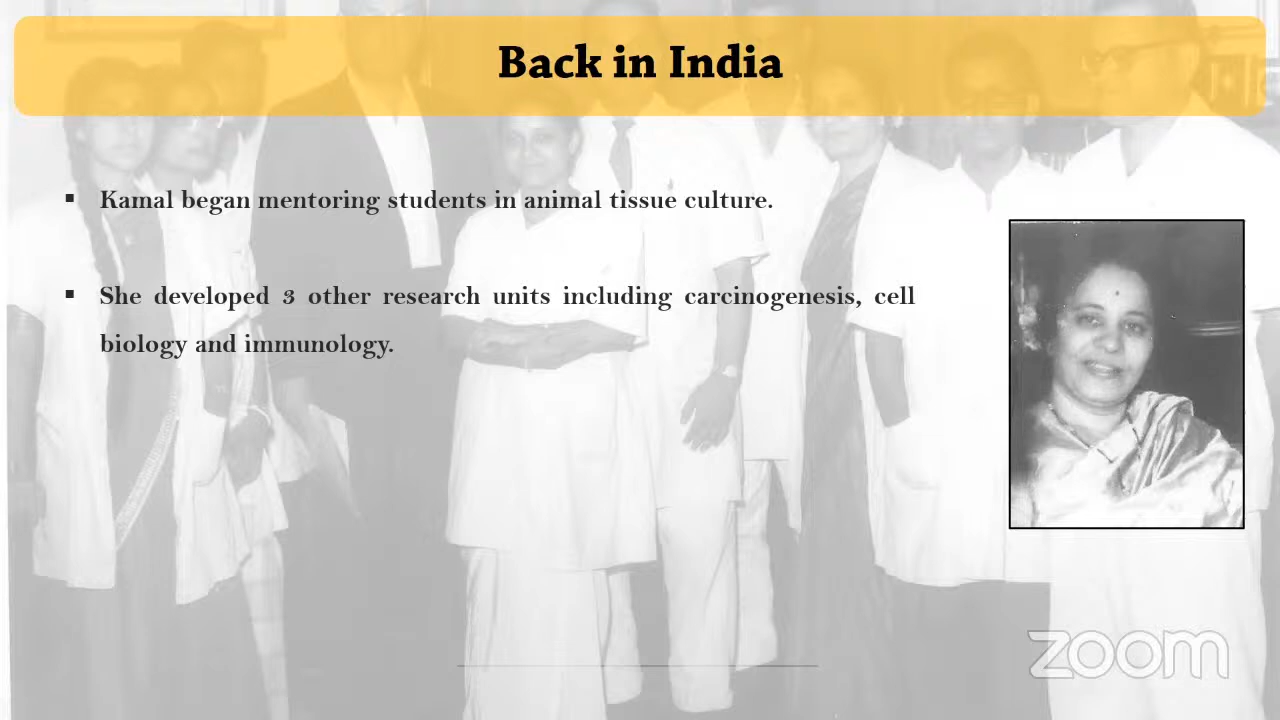 Back in India
▪ Kamal began mentoring students in animal tissue culture.
▪ She developed 3 other research units including carcinogenesis, cell
biology and immunology.
zoom